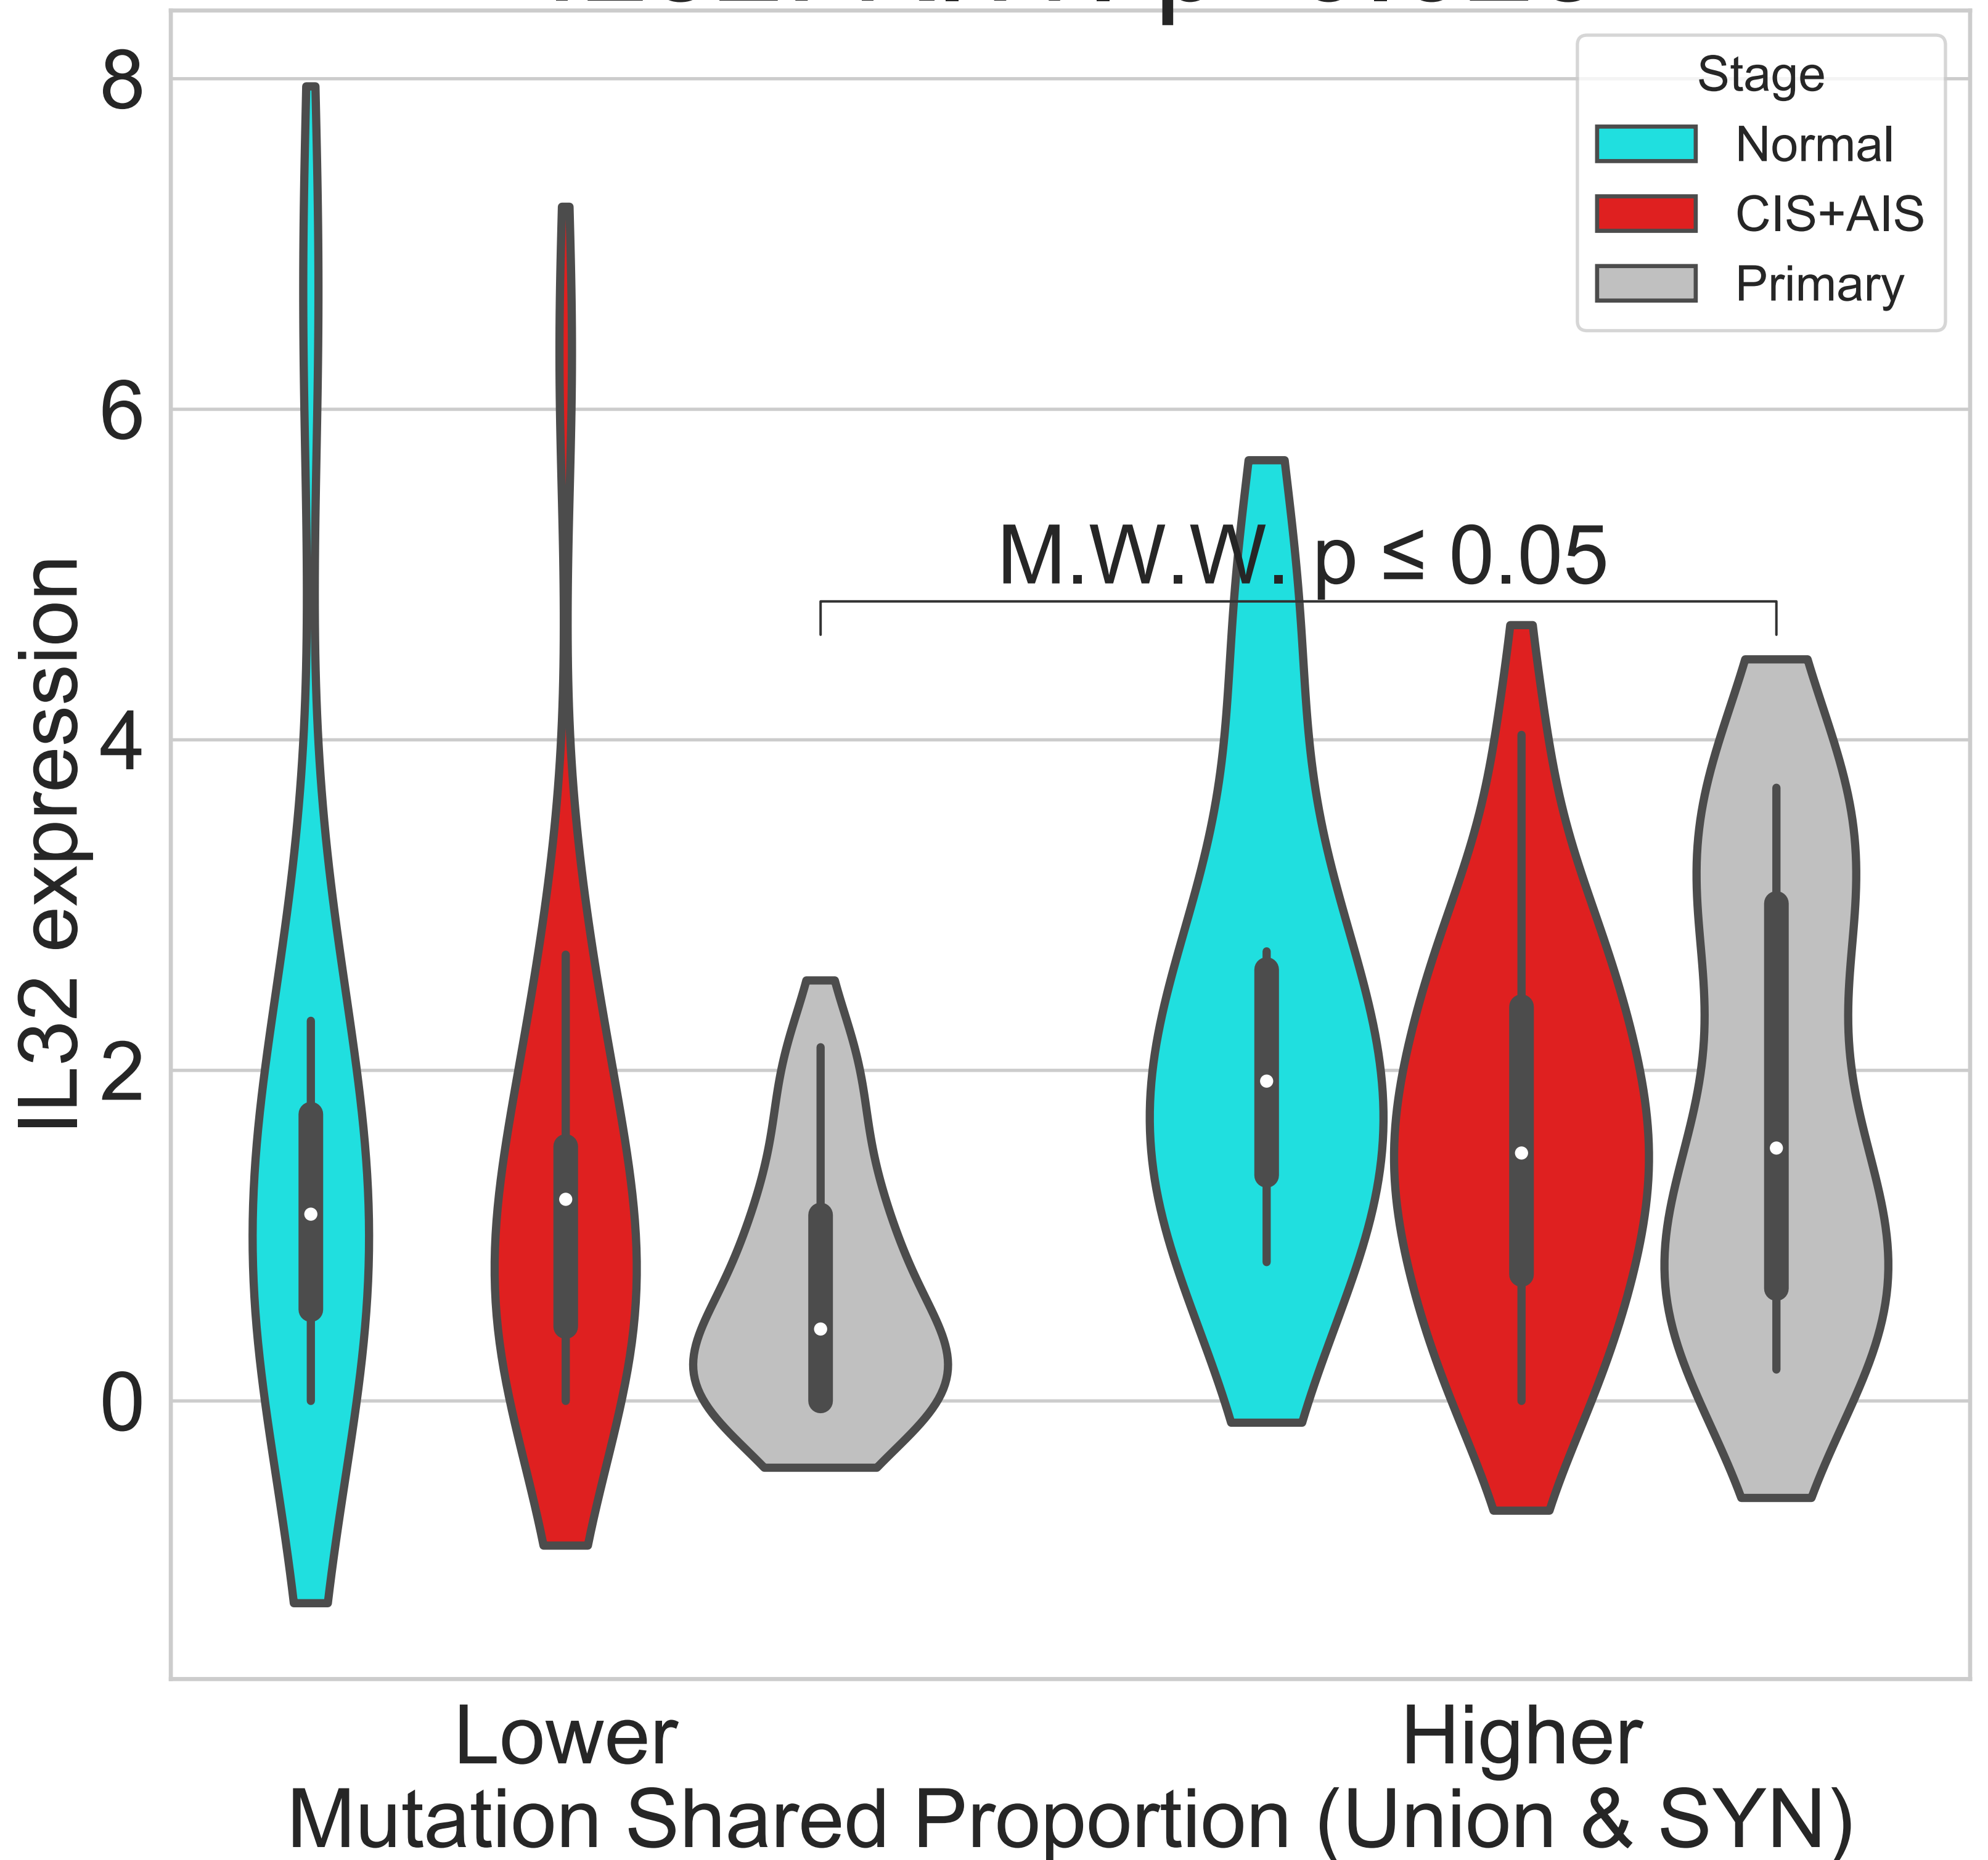 Stage
Normal
CIS+AIS
Primary
8
6
4
2
0
IL32 expression
M.W.W. p ≤ 0.05
Lower
Higher
Mutation Shared Proportion (Union & SYN)